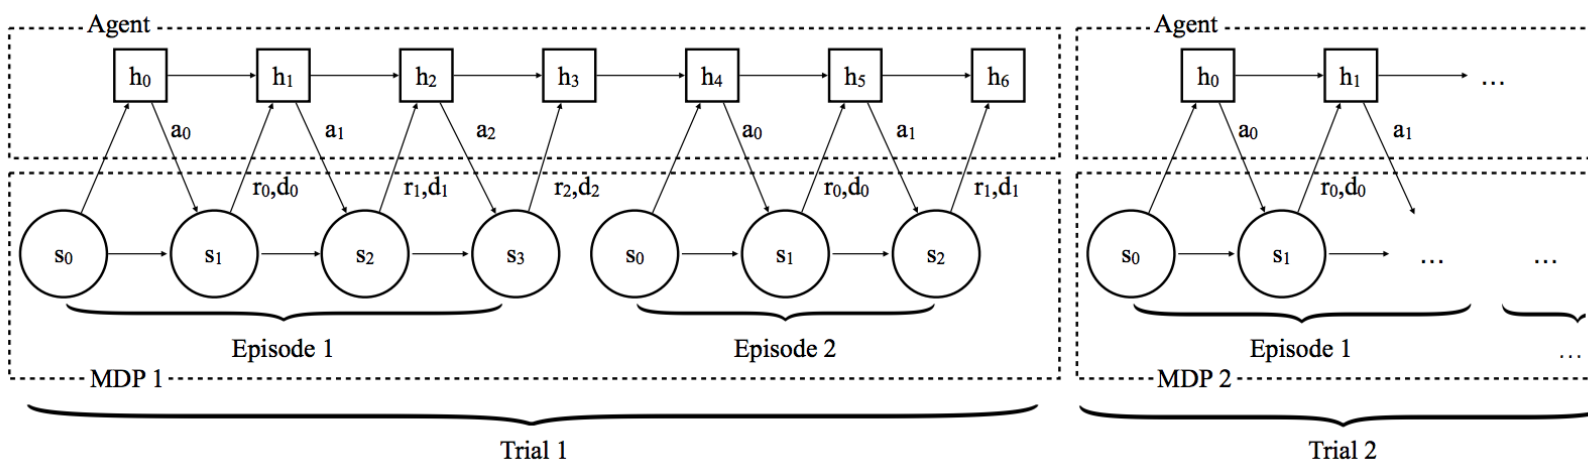 Agent Agent
h₀ h₁ h₂ h₃ h₄ h₅ h₆ h₀ h₁ ...
a₀ a₁ a₂ a₀ a₁ a₀ a₁
r₀,d₀ r₁,d₁ r₂,d₂ r₀,d₀ r₁,d₁ r₀,d₀
s₀ s₁ s₂ s₃ s₀ s₁ s₂ s₀ s₁ ... ...
Episode 1 Episode 2 Episode 1 ...
MDP 1 MDP 2
Trial 1 Trial 2